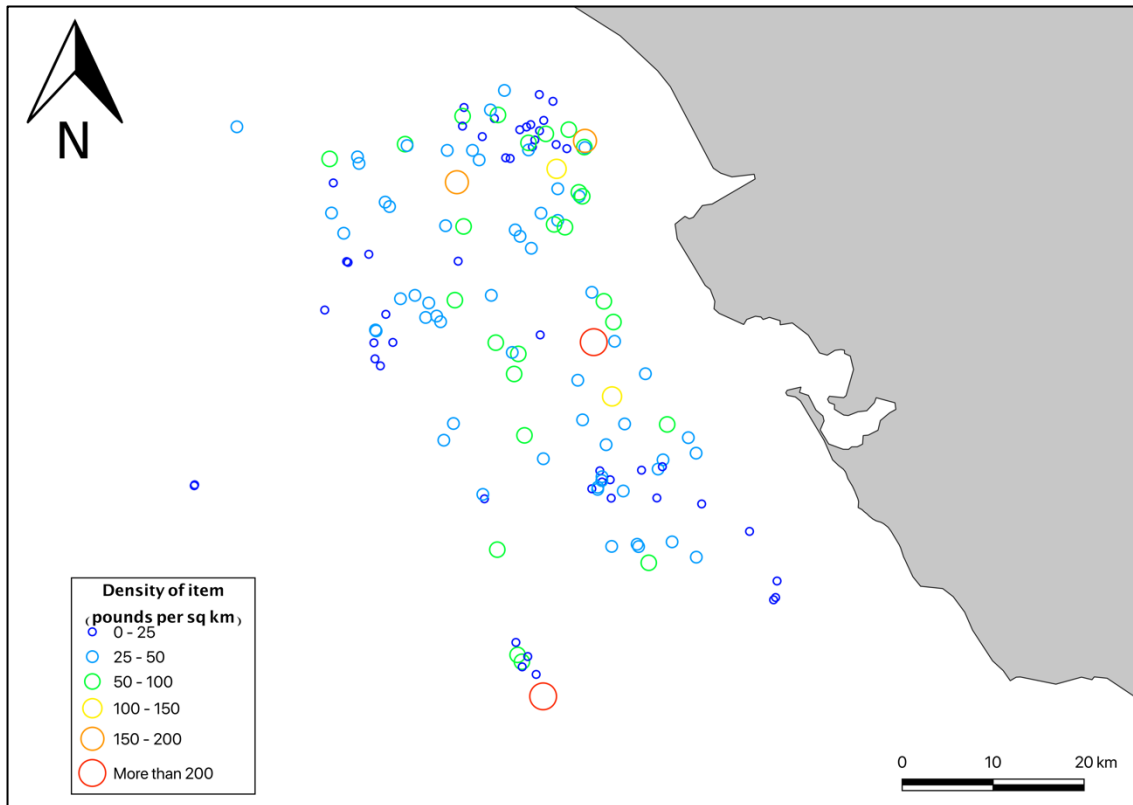 N
Density of item
(pounds per sq km)
0 - 25
25 - 50
50 - 100
100 - 150
150 - 200
More than 200
0 10 20 km